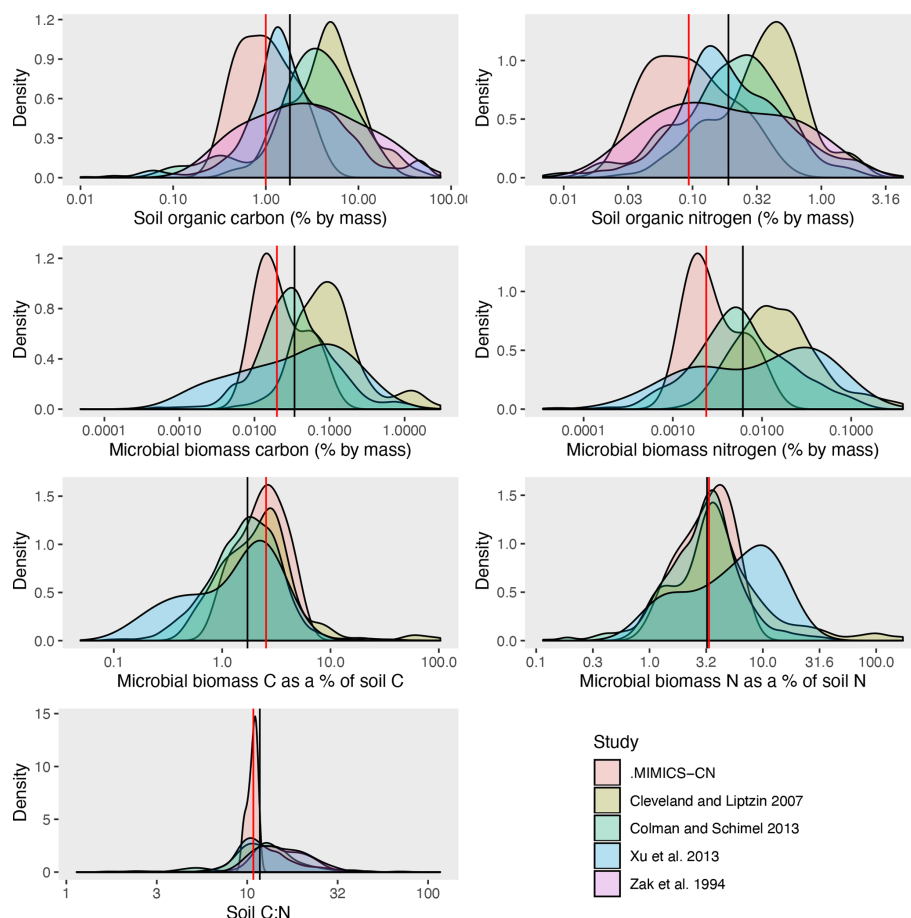 Density
1.2
0.9
0.6
0.3
0.0
0.01 0.10 1.00 10.00 100.00
Soil organic carbon (% by mass)
Density
1.0
0.5
0.0
0.01 0.03 0.10 0.32 1.00 3.16
Soil organic nitrogen (% by mass)
Density
1.2
0.8
0.4
0.0
0.0001 0.0010 0.0100 0.1000 1.0000
Microbial biomass carbon (% by mass)
Density
1.0
0.5
0.0
0.0001 0.0010 0.0100 0.1000
Microbial biomass nitrogen (% by mass)
Density
1.5
1.0
0.5
0.0
0.1 1.0 10.0 100.0
Microbial biomass C as a % of soil C
Density
1.5
1.0
0.5
0.0
0.1 0.3 1.0 3.2 10.0 31.6 100.0
Microbial biomass N as a % of soil N
Density
15
10
5
0
1 3 10 32 100
Soil C:N
Study
.MIMICS-CN
Cleveland and Liptzin 2007
Colman and Schimel 2013
Xu et al. 2013
Zak et al. 1994